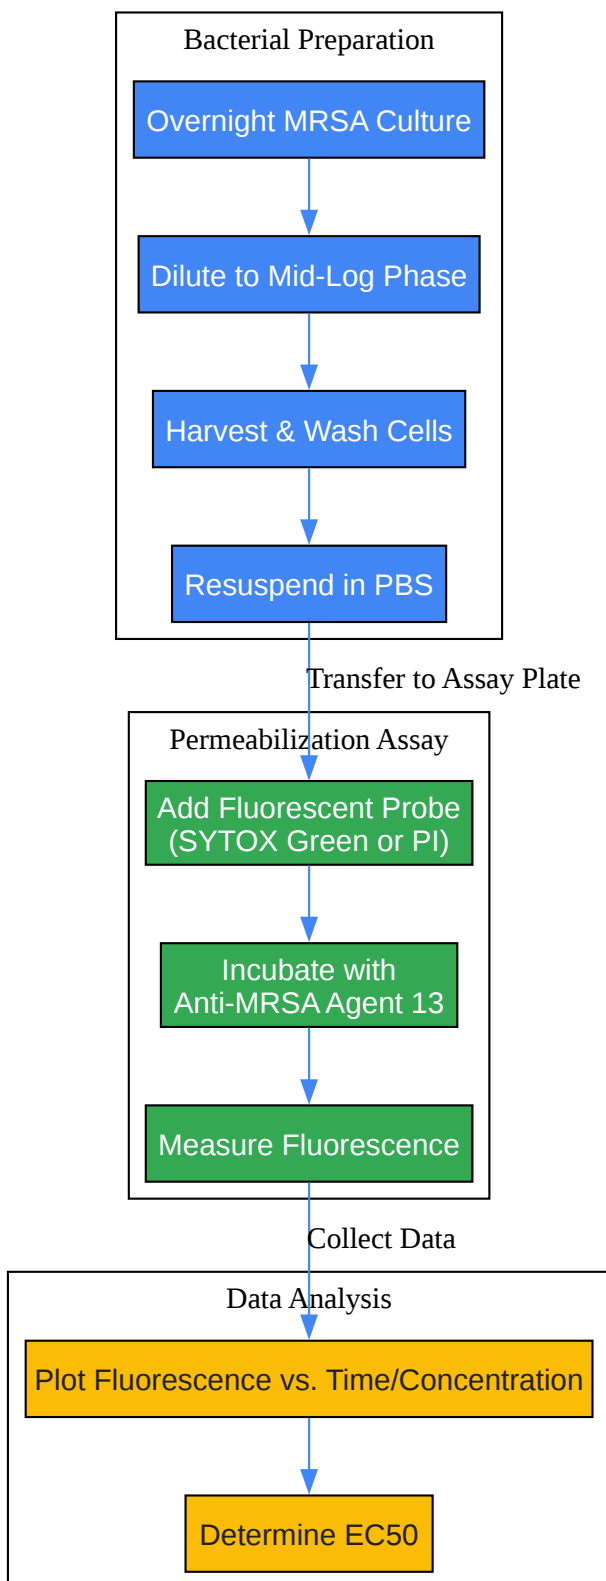 Bacterial Preparation
Overnight MRSA Culture
Dilute to Mid-Log Phase
Harvest & Wash Cells
Resuspend in PBS
Transfer to Assay Plate
Permeabilization Assay
Add Fluorescent Probe
(SYTOX Green or PI)
Incubate with
Anti-MRSA Agent 13
Measure Fluorescence
Collect Data
Data Analysis
Plot Fluorescence vs. Time/Concentration
Determine EC50